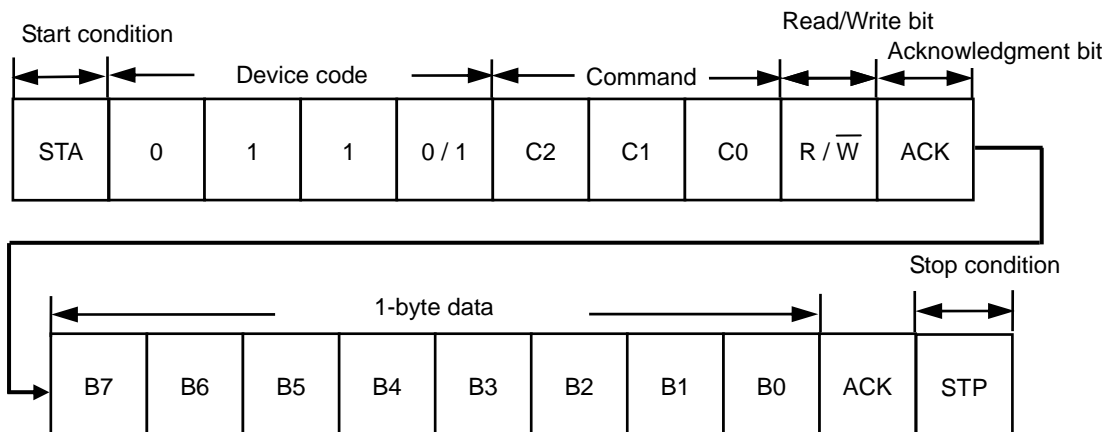 Read/Write bit
Start condition
Acknowledgment bit
Device code
Command
STA 0 1 1 0 / 1 C2 C1 C0 R / W̅ ACK
Stop condition
1-byte data
B7 B6 B5 B4 B3 B2 B1 B0 ACK STP